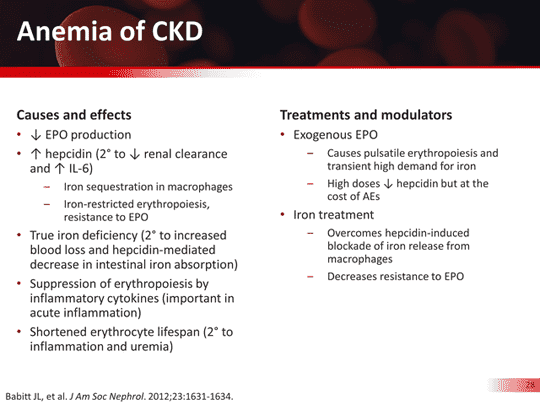 Anemia of CKD
Causes and effects
• ↓ EPO production
• ↑ hepcidin (2° to ↓ renal clearance
and ↑ IL-6)
– Iron sequestration in macrophages
– Iron-restricted erythropoiesis,
resistance to EPO
• True iron deficiency (2° to increased
blood loss and hepcidin-mediated
decrease in intestinal iron absorption)
• Suppression of erythropoiesis by
inflammatory cytokines (important in
acute inflammation)
• Shortened erythrocyte lifespan (2° to
inflammation and uremia)
Treatments and modulators
• Exogenous EPO
– Causes pulsatile erythropoiesis and
transient high demand for iron
– High doses ↓ hepcidin but at the
cost of AEs
• Iron treatment
– Overcomes hepcidin-induced
blockade of iron release from
macrophages
– Decreases resistance to EPO
28
Babitt JL, et al. J Am Soc Nephrol. 2012;23:1631-1634.